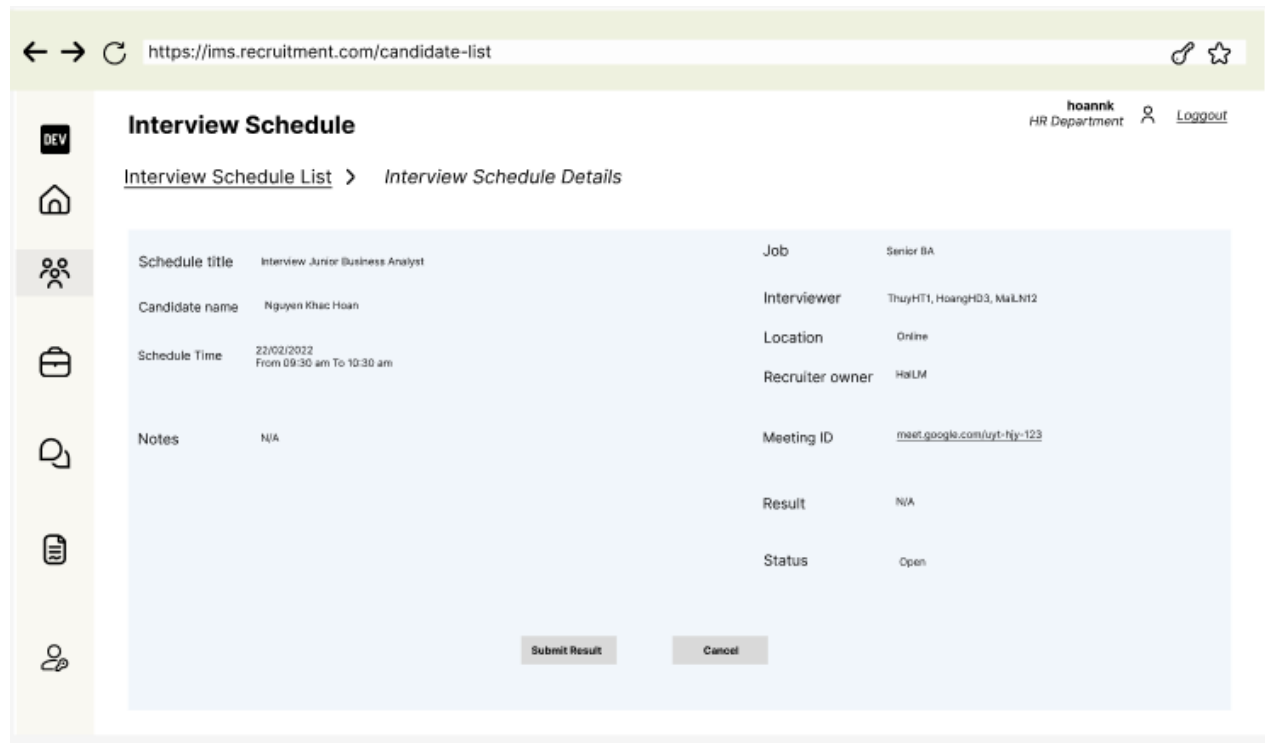 https://ims.recruitment.com/candidate-list
DEV
Interview Schedule
hoannk
HR Department
Loggout
Interview Schedule List > Interview Schedule Details
Schedule title Interview Junior Business Analyst
Candidate name Nguyen Khac Hoan
Schedule Time 22/02/2022
From 09:30 am To 10:30 am
Notes N/A
Job Senior BA
Interviewer ThuyHT1, HoangHD3, MaiLN12
Location Online
Recruiter owner HaiLM
Meeting ID meet.google.com/uyt-hjy-123
Result N/A
Status Open
Submit Result Cancel